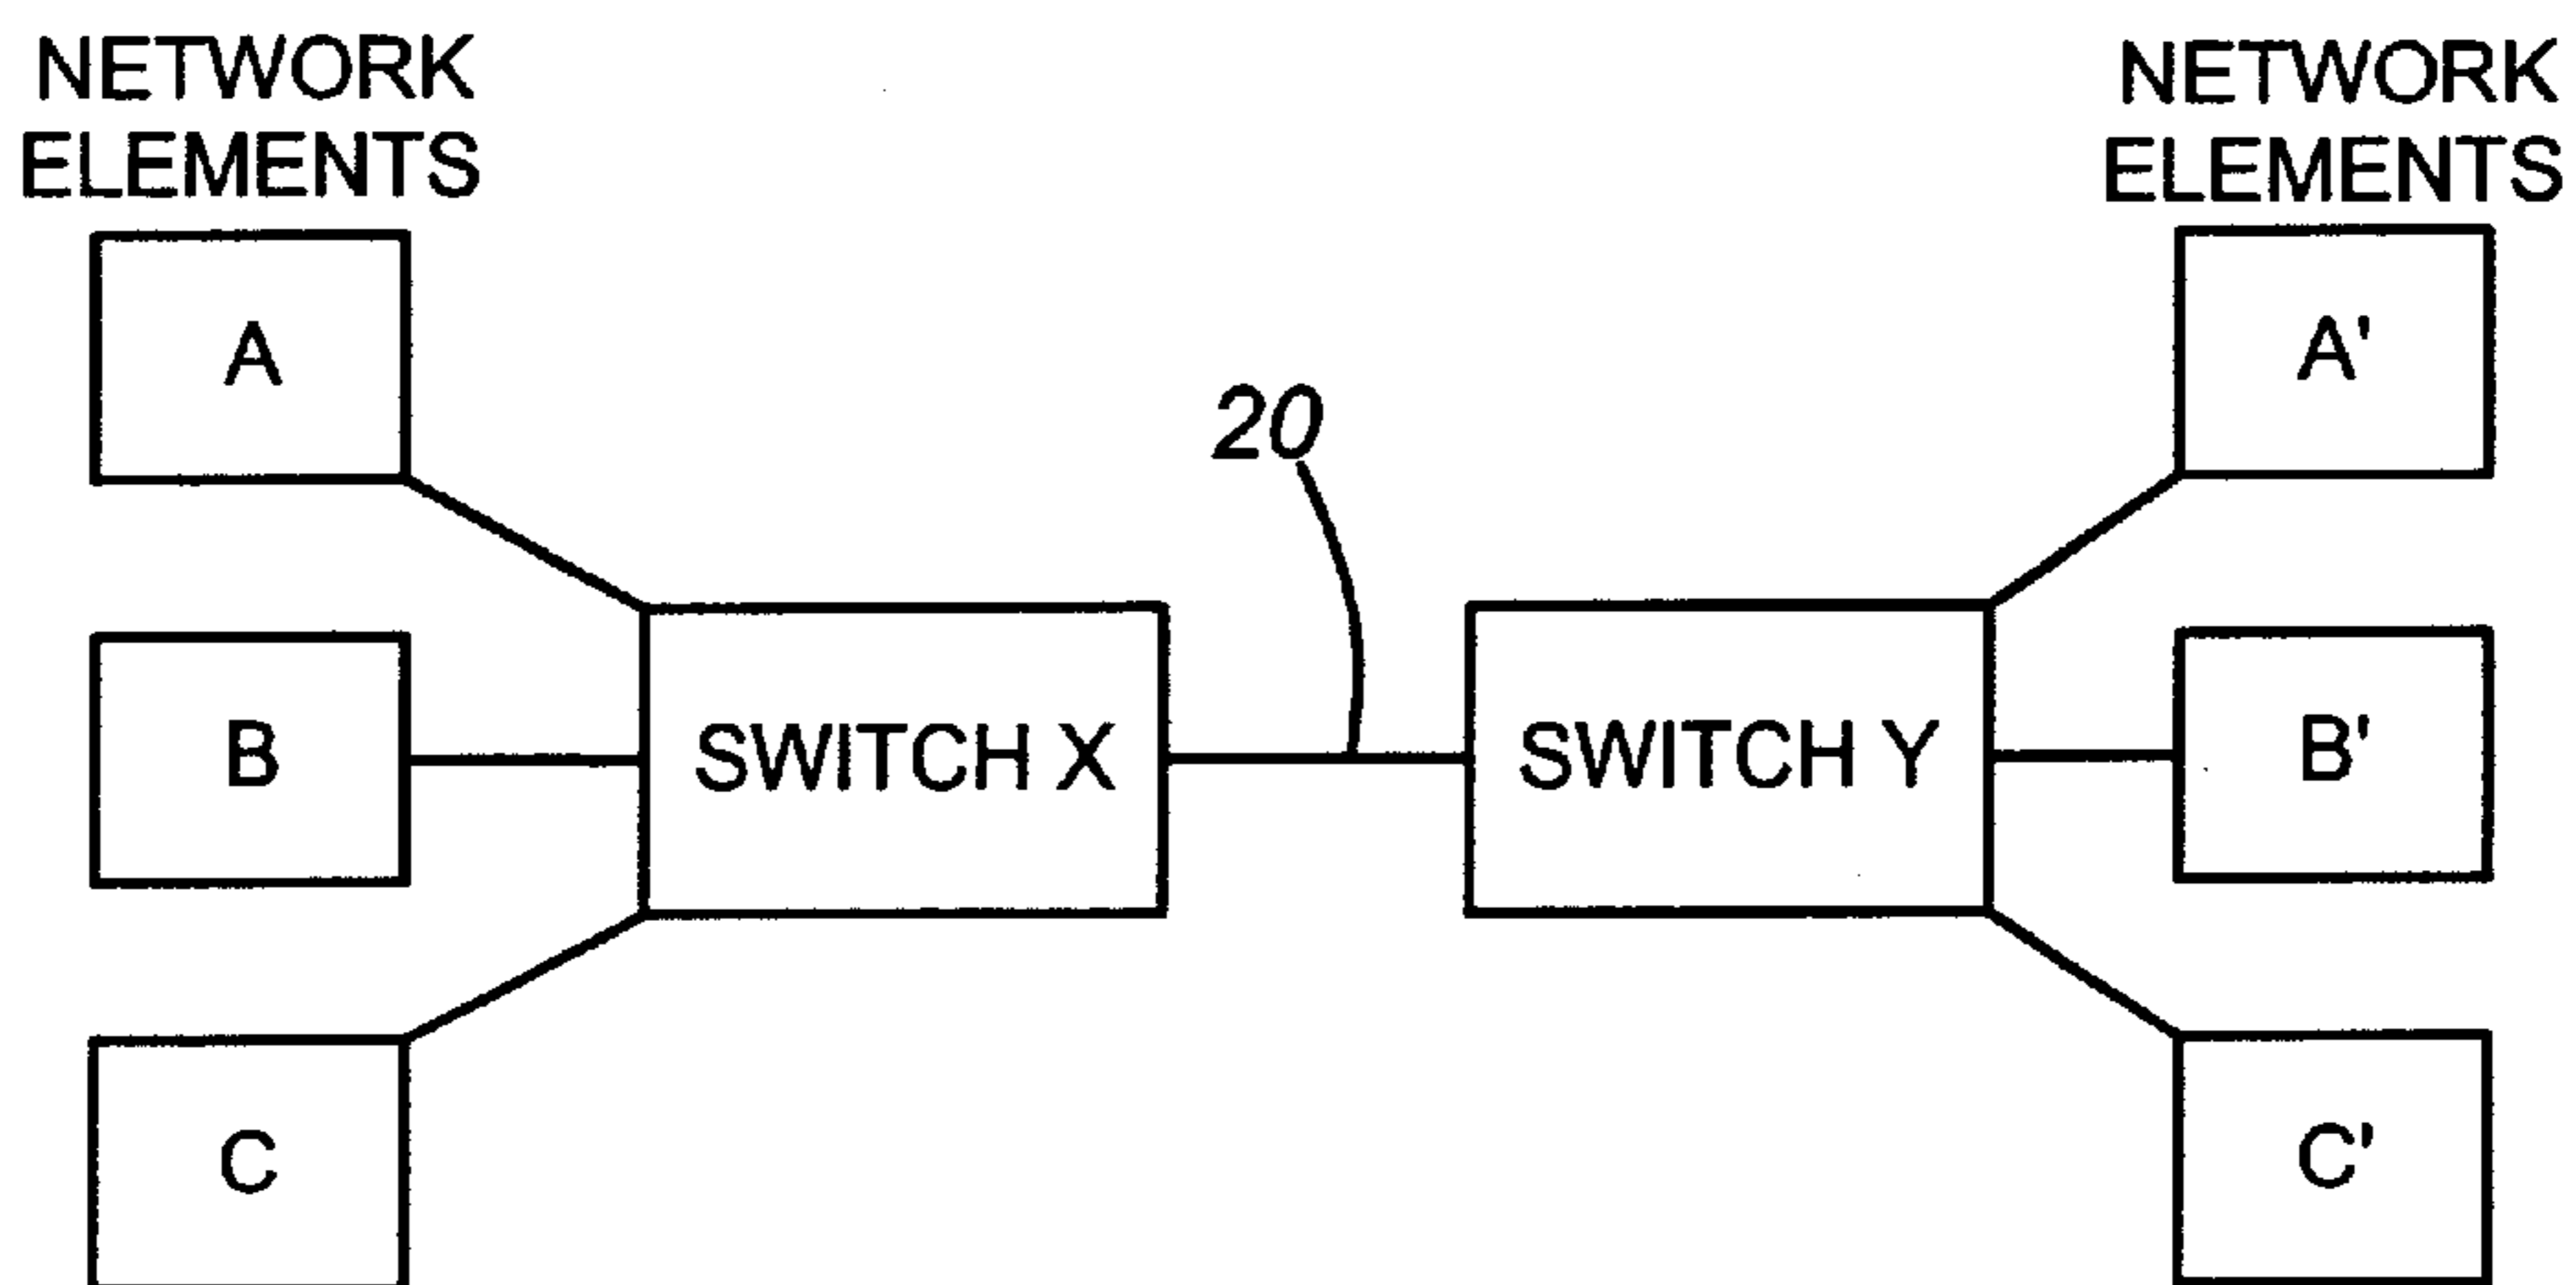 NETWORK
ELEMENTS
NETWORK
ELEMENTS
A
A'
20
B
SWITCH X
SWITCH Y
B'
C
C'